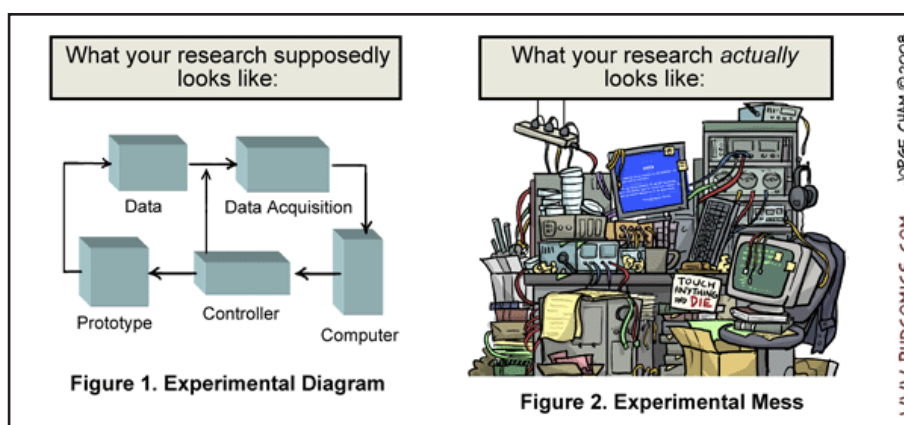 What your research supposedly
looks like:
Data
Data Acquisition
Prototype
Controller
Computer
Figure 1. Experimental Diagram
What your research actually
looks like:
TOUCH
ANYTHING
AND DIE
Figure 2. Experimental Mess
JORGE CHAM ©2008
WWW.PHDCOMICS.COM